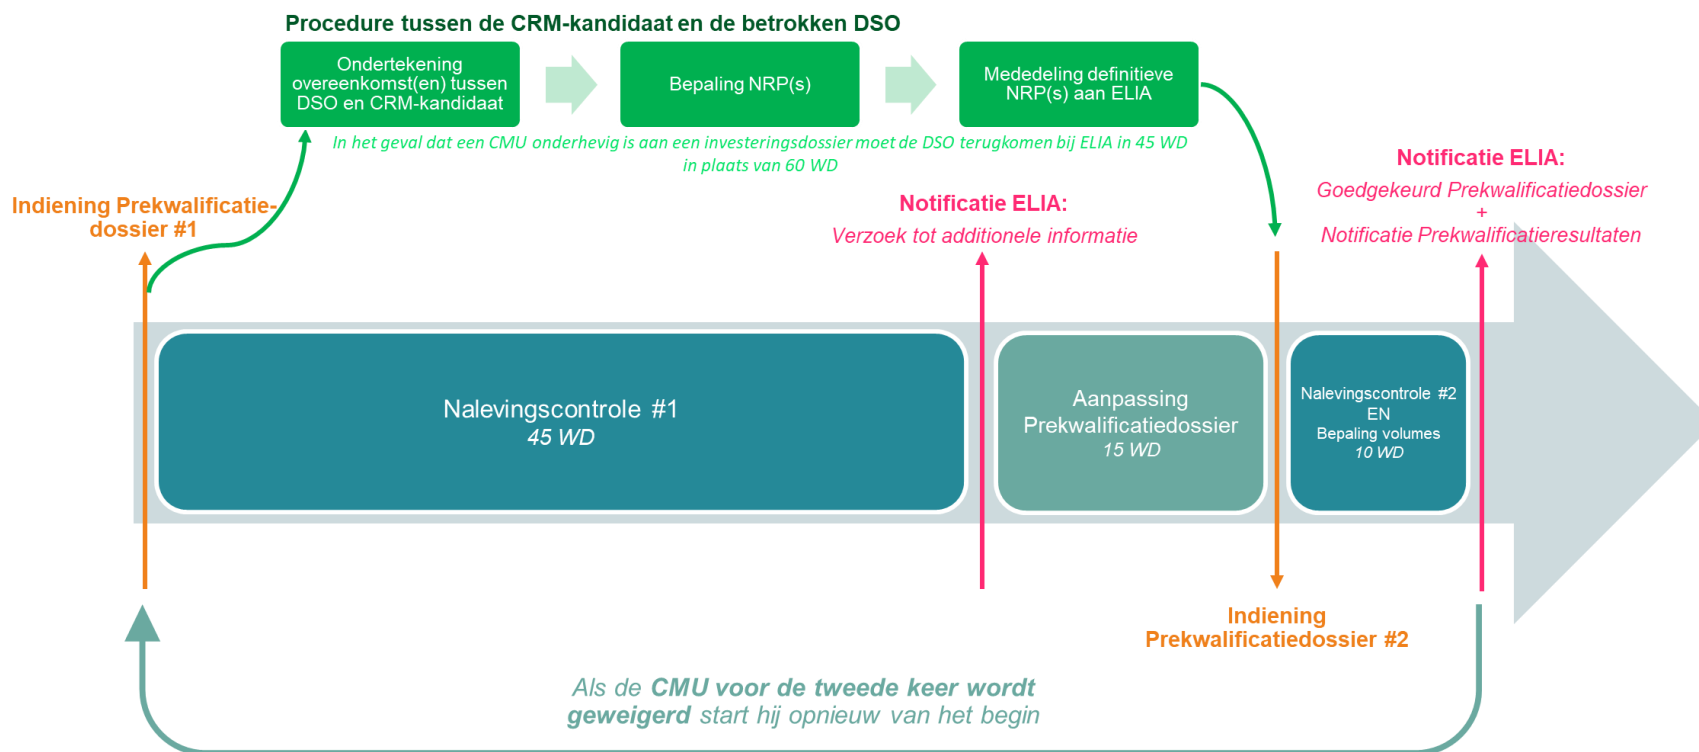 Procedure tussen de CRM-kandidaat en de betrokken DSO
Ondertekening
overeenkomst(en) tussen
DSO en CRM-kandidaat
Bepaling NRP(s)
Mededeling definitieve
NRP(s) aan ELIA
In het geval dat een CMU onderhevig is aan een investeringsdossier moet de DSO terugkomen bij ELIA in 45 WD
in plaats van 60 WD
Indiening Prekwalificatie-
dossier #1
Notificatie ELIA:
Verzoek tot additionele informatie
Notificatie ELIA:
Goedgekeurd Prekwalificatiedossier
+
Notificatie Prekwalificatieresultaten
Nalevingscontrole #1
45 WD
Aanpassing
Prekwalificatiedossier
15 WD
Nalevingscontrole #2
EN
Bepaling volumes
10 WD
Indiening
Prekwalificatiedossier #2
Als de CMU voor de tweede keer wordt
geweigerd start hij opnieuw van het begin